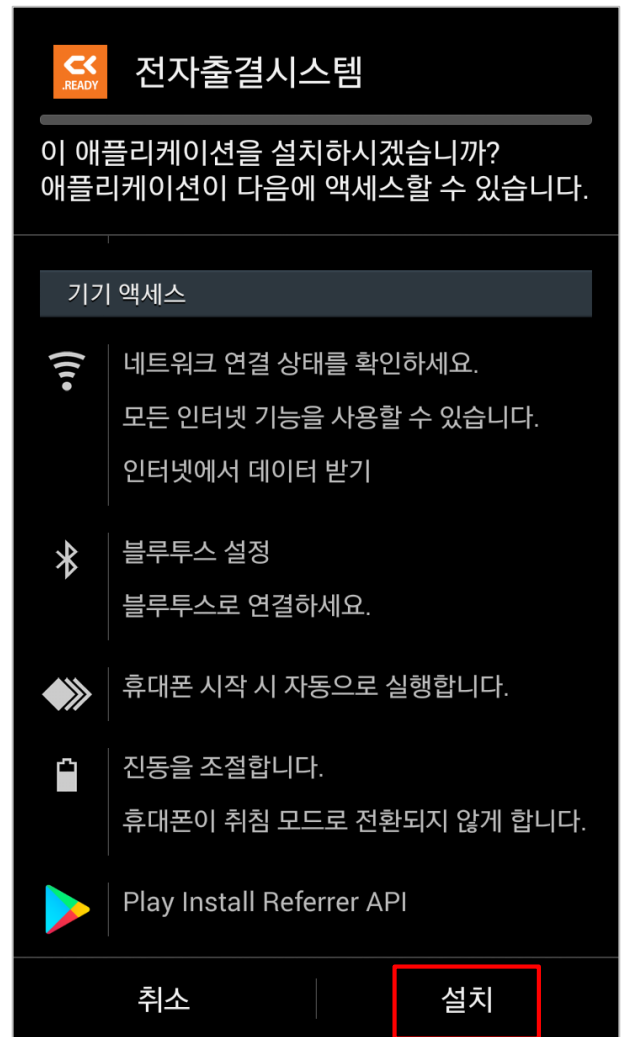 CK
.READY
전자출결시스템
이 애플리케이션을 설치하시겠습니까?
애플리케이션이 다음에 액세스할 수 있습니다.
기기 액세스
네트워크 연결 상태를 확인하세요.
모든 인터넷 기능을 사용할 수 있습니다.
인터넷에서 데이터 받기
블루투스 설정
블루투스로 연결하세요.
휴대폰 시작 시 자동으로 실행합니다.
진동을 조절합니다.
휴대폰이 취침 모드로 전환되지 않게 합니다.
Play Install Referrer API
취소
설치